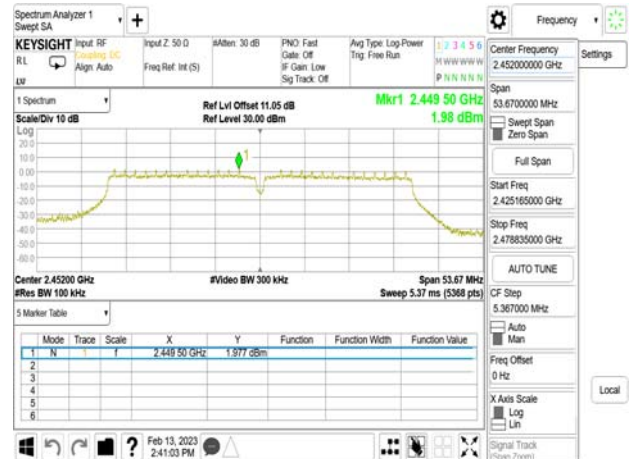 Spectrum Analyzer 1
Swept SA
+
Frequency
KEYSIGHT
RL
Input: RF
Coupling: DC
Align: Auto
Input Z: 50 Ω
Freq Ref: Int (S)
#Atten: 30 dB
PNO: Fast
Gate: Off
IF Gain: Low
Sig Track: Off
Avg Type: Log-Power
Trig: Free Run
1 2 3 4 5 6
M W W W W W
P N N N N N
1 Spectrum
Scale/Div 10 dB
Log
Ref Lvl Offset 11.05 dB
Ref Level 30.00 dBm
Mkr1 2.449 50 GHz
1.98 dBm
20.0
10.0
0.00
-10.0
-20.0
-30.0
-40.0
-50.0
-60.0
1
Center 2.45200 GHz
#Res BW 100 kHz
#Video BW 300 kHz
Span 53.67 MHz
Sweep 5.37 ms (5368 pts)
5 Marker Table
Mode Trace Scale X Y Function Function Width Function Value
1 N 1 f 2.449 50 GHz 1.977 dBm
2
3
4
5
6
Feb 13, 2023
2:41:03 PM
Center Frequency
2.452000000 GHz
Settings
Span
53.6700000 MHz
Swept Span
Zero Span
Full Span
Start Freq
2.425165000 GHz
Stop Freq
2.478835000 GHz
AUTO TUNE
CF Step
5.367000 MHz
Auto
Man
Freq Offset
0 Hz
X Axis Scale
Log
Lin
Local
Signal Track
(Span Zoom)